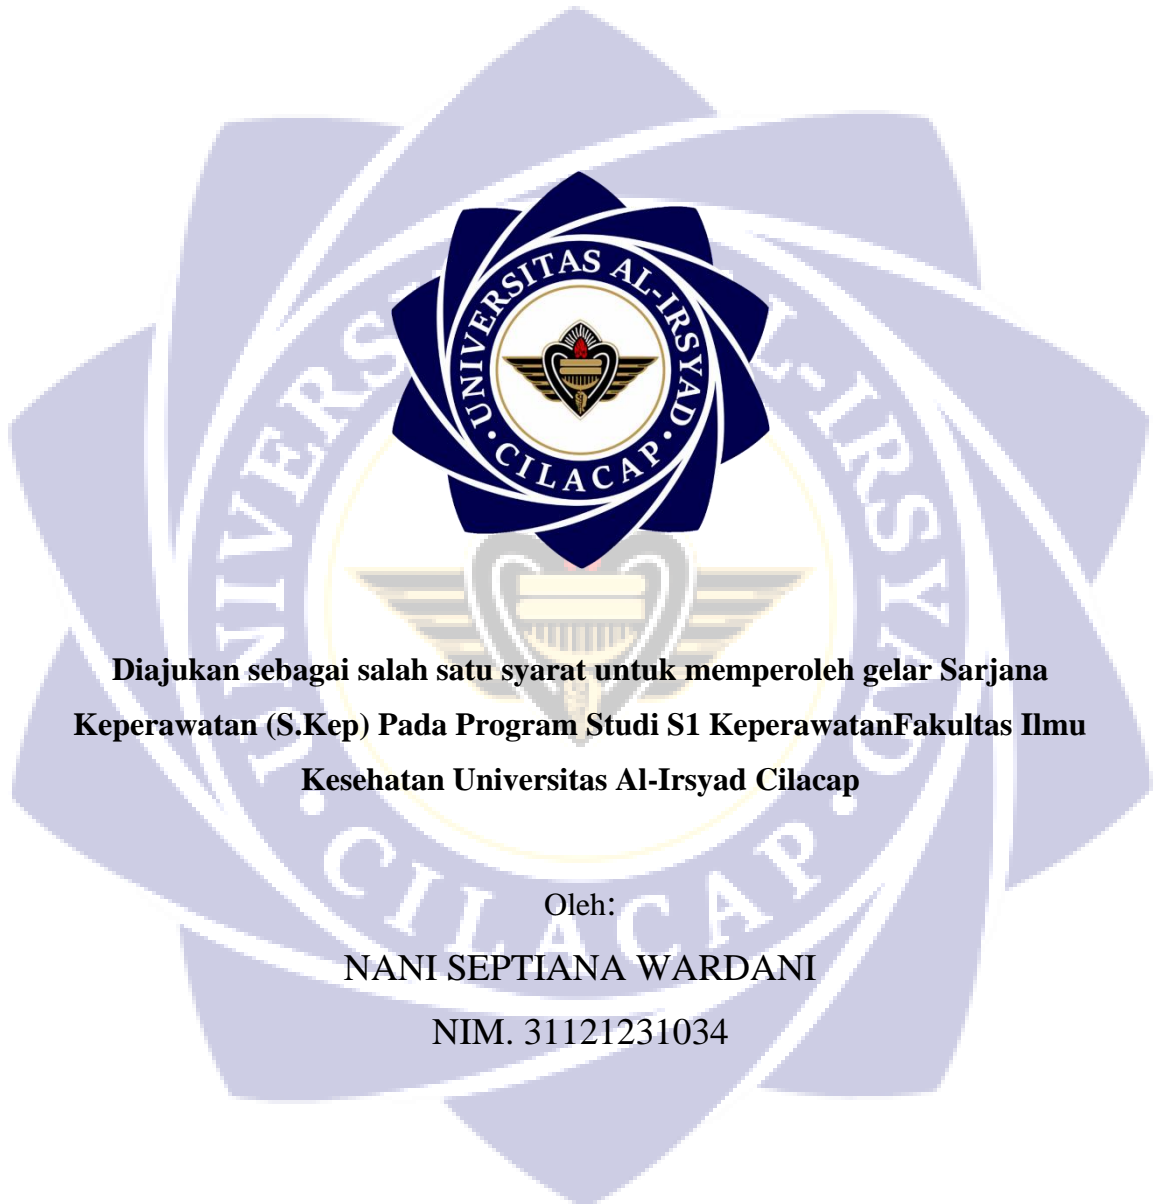 UNIVERSITAS AL-IRSYAD
CILACAP
Diajukan sebagai salah satu syarat untuk memperoleh gelar Sarjana
Keperawatan (S.Kep) Pada Program Studi S1 KeperawatanFakultas Ilmu
Kesehatan Universitas Al-Irsyad Cilacap
Oleh:
NANI SEPTIANA WARDANI
NIM. 31121231034